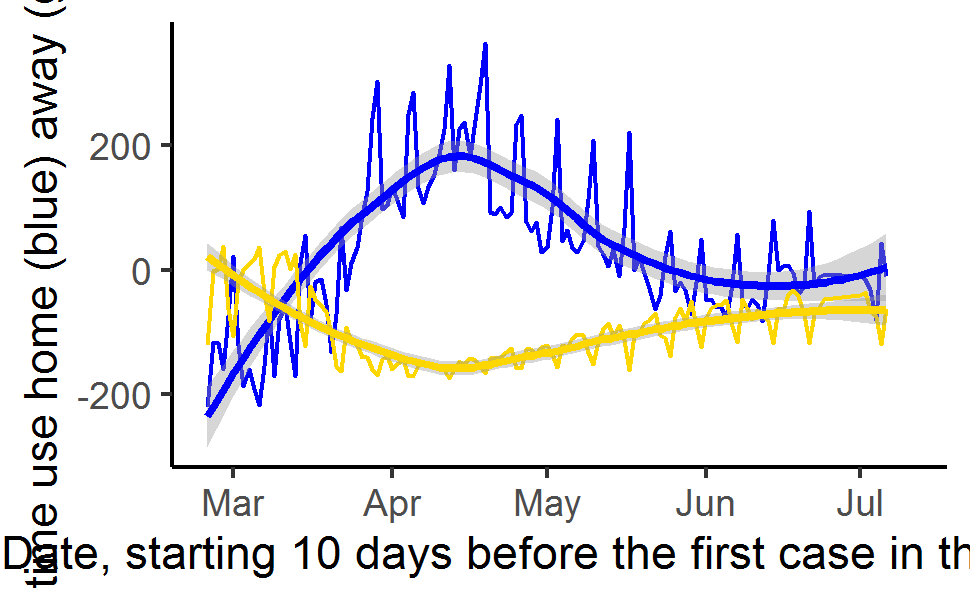 time use home (blue) away (
200
0
-200
Mar Apr May Jun Jul
Date, starting 10 days before the first case in th